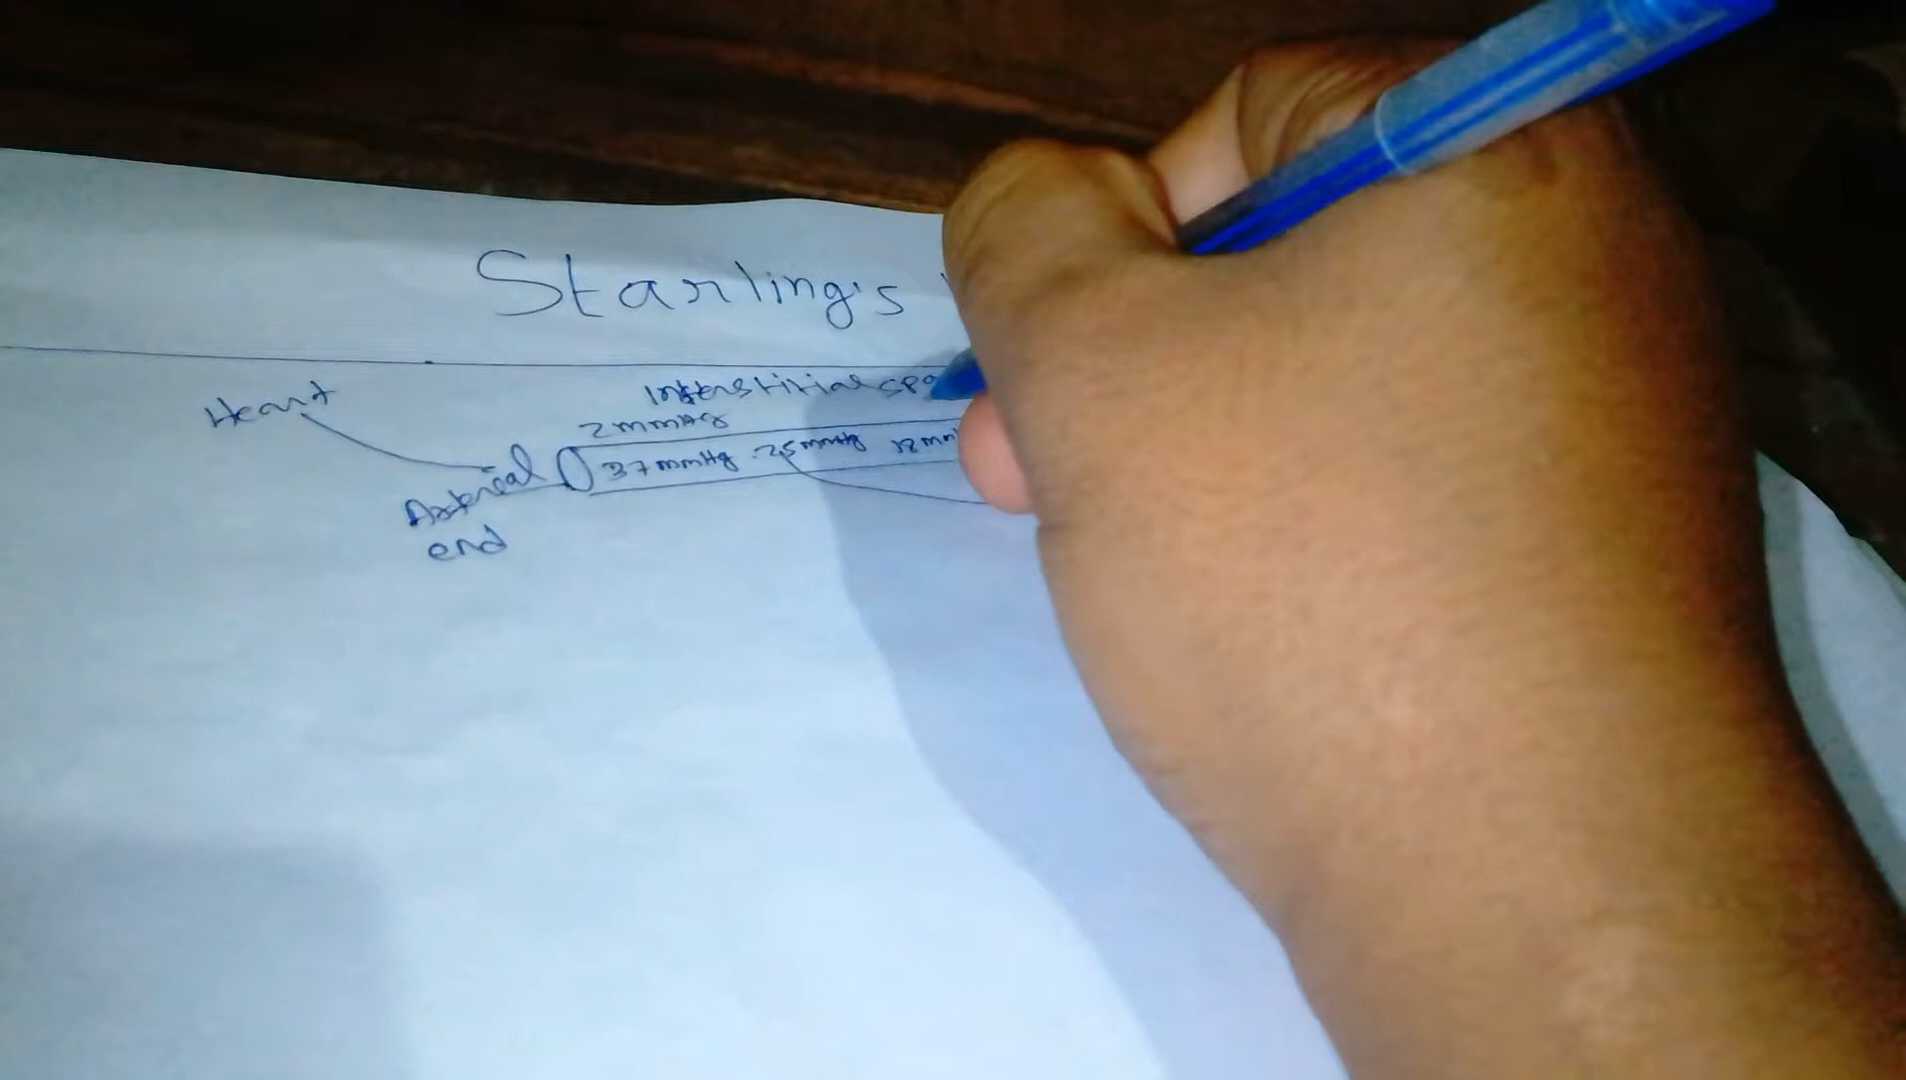 Starling's
Heart
Interstitial spa
2mmHg
37mmHg 25mmHg
Arterial
end